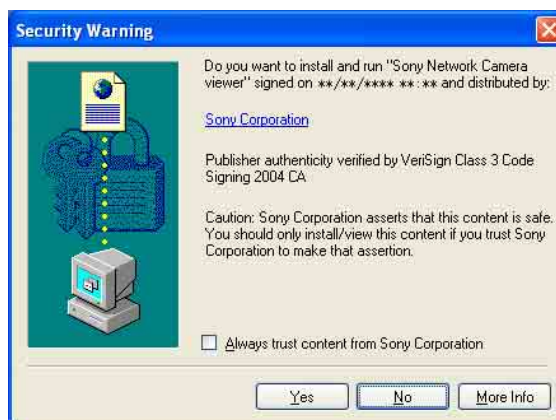 Security Warning
Do you want to install and run "Sony Network Camera
viewer" signed on **/**/**** **:** and distributed by:
Sony Corporation
Publisher authenticity verified by VeriSign Class 3 Code
Signing 2004 CA
Caution: Sony Corporation asserts that this content is safe.
You should only install/view this content if you trust Sony
Corporation to make that assertion.
Always trust content from Sony Corporation
Yes
No
More Info